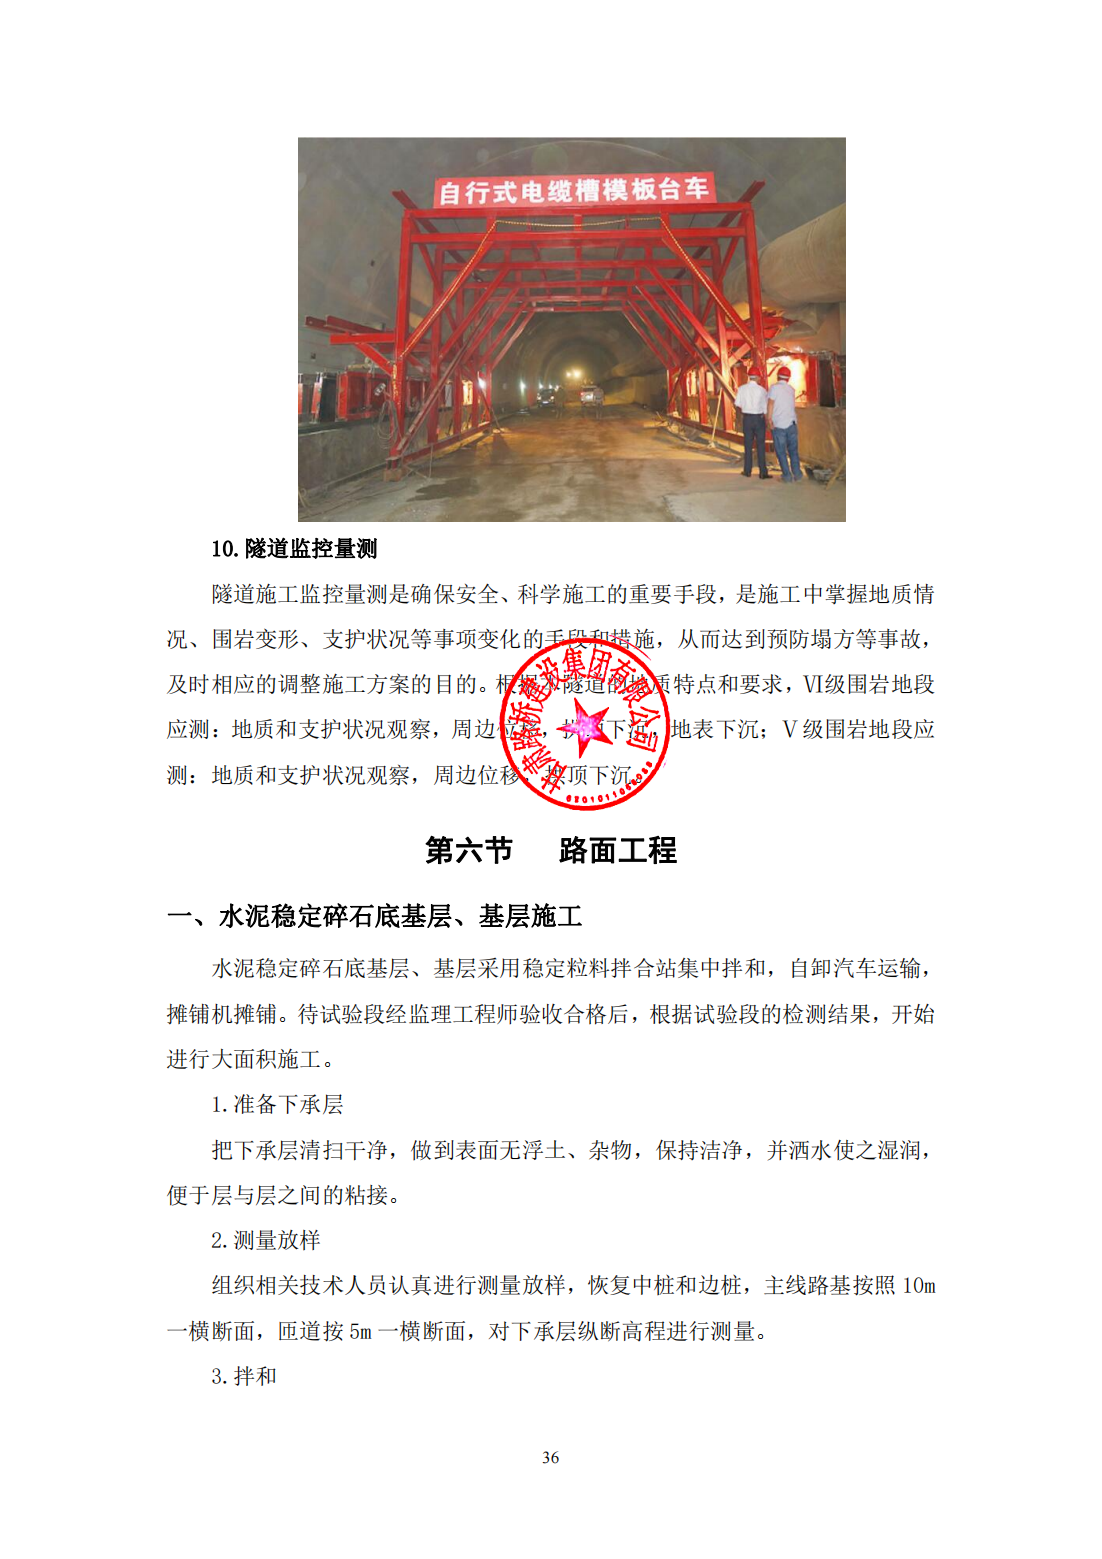 自行式电缆槽模板台车
10.隧道监控量测
隧道施工监控量测是确保安全、科学施工的重要手段，是施工中掌握地质情
况、围岩变形、支护状况等事项变化的手段和措施，从而达到预防塌方等事故，
及时相应的调整施工方案的目的。根据本隧道的地质特点和要求，Ⅵ级围岩地段
应测：地质和支护状况观察，周边位移，拱顶下沉，地表下沉；Ⅴ级围岩地段应
测：地质和支护状况观察，周边位移，拱顶下沉。
甘肃路桥建设集团有限公司
第六节 路面工程
一、水泥稳定碎石底基层、基层施工
水泥稳定碎石底基层、基层采用稳定粒料拌合站集中拌和，自卸汽车运输，
摊铺机摊铺。待试验段经监理工程师验收合格后，根据试验段的检测结果，开始
进行大面积施工。
1.准备下承层
把下承层清扫干净，做到表面无浮土、杂物，保持洁净，并洒水使之湿润，
便于层与层之间的粘接。
2.测量放样
组织相关技术人员认真进行测量放样，恢复中桩和边桩，主线路基按照 10m
一横断面，匝道按 5m 一横断面，对下承层纵断高程进行测量。
3.拌和
36